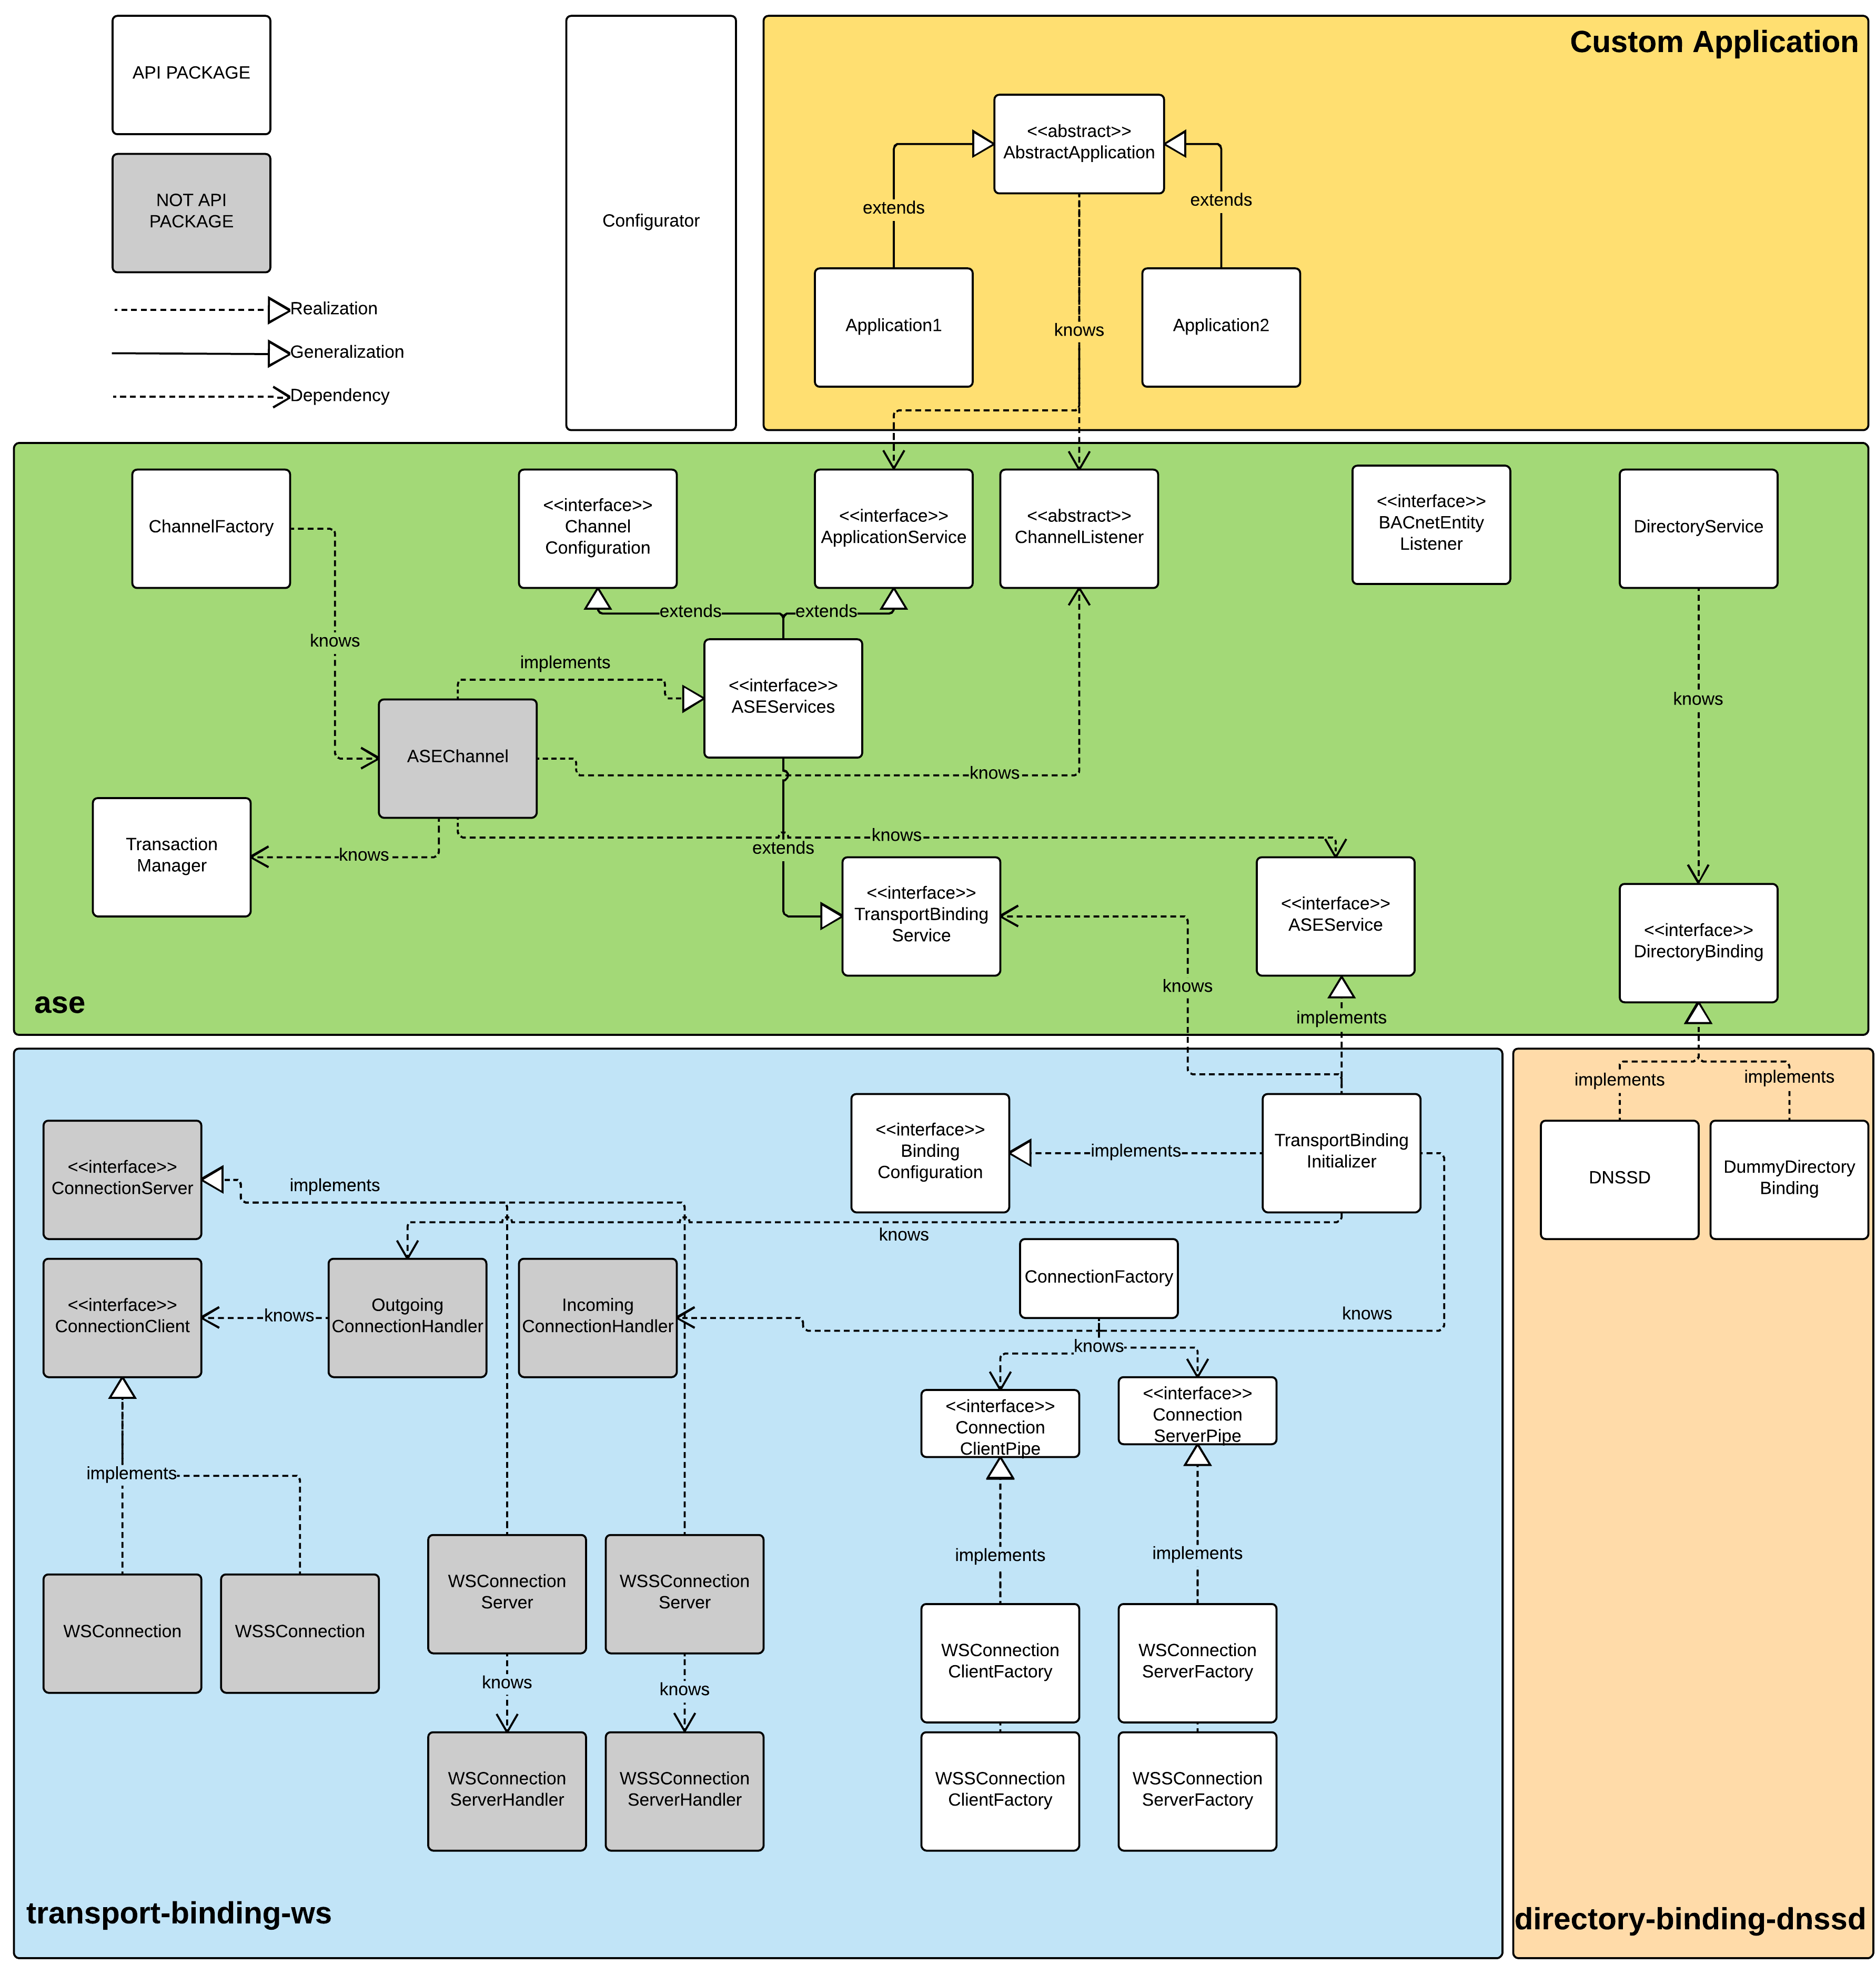 API PACKAGE
NOT API
PACKAGE
Realization
Generalization
Dependency
Configurator
Custom Application
<<abstract>>
AbstractApplication
extends
extends
Application1
Application2
knows
ChannelFactory
<<interface>>
Channel
Configuration
<<interface>>
ApplicationService
<<abstract>>
ChannelListener
<<interface>>
BACnetEntity
Listener
DirectoryService
extends
extends
knows
implements
<<interface>>
ASEServices
knows
ASEChannel
knows
Transaction
Manager
knows
knows
extends
<<interface>>
TransportBinding
Service
<<interface>>
ASEService
<<interface>>
DirectoryBinding
knows
implements
ase
implements
implements
<<interface>>
ConnectionServer
implements
<<interface>>
Binding
Configuration
implements
TransportBinding
Initializer
DNSSD
DummyDirectory
Binding
knows
<<interface>>
ConnectionClient
knows
Outgoing
ConnectionHandler
Incoming
ConnectionHandler
ConnectionFactory
knows
knows
<<interface>>
Connection
ClientPipe
<<interface>>
Connection
ServerPipe
implements
implements
implements
WSConnection
WSSConnection
WSConnection
Server
WSSConnection
Server
WSConnection
ClientFactory
WSConnection
ServerFactory
knows
knows
WSConnection
ServerHandler
WSSConnection
ServerHandler
WSSConnection
ClientFactory
WSSConnection
ServerFactory
transport-binding-ws
directory-binding-dnssd